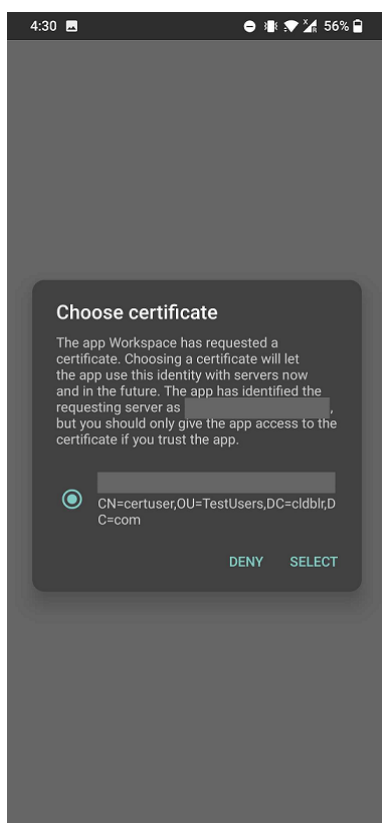 4:30
R
56%
Choose certificate
The app Workspace has requested a
certificate. Choosing a certificate will let
the app use this identity with servers now
and in the future. The app has identified the
requesting server as ,
but you should only give the app access to the
certificate if you trust the app.
CN=certuser,OU=TestUsers,DC=cldblr,D
C=com
DENY SELECT